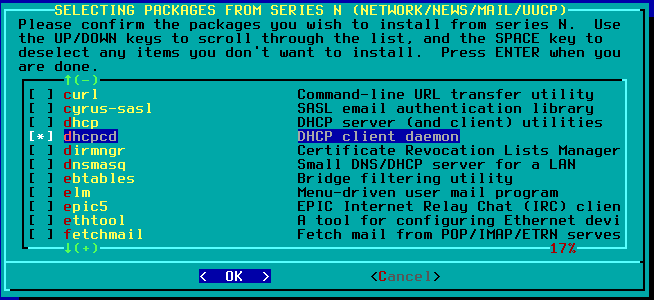 SELECTING PACKAGES FROM SERIES N (NETWORK/NEWS/MAIL/UUCP)
Please confirm the packages you wish to install from series N.  Use
the UP/DOWN keys to scroll through the list, and the SPACE key to
deselect any items you don't want to install.  Press ENTER when you
are done.
↑(-)
[ ] curl Command-line URL transfer utility
[ ] cyrus-sasl SASL email authentication library
[ ] dhcp DHCP server (and client) utilities
[*] dhcpcd DHCP client daemon
[ ] dirmngr Certificate Revocation Lists Manager
[ ] dnsmasq Small DNS/DHCP server for a LAN
[ ] ebtables Bridge filtering utility
[ ] elm Menu-driven user mail program
[ ] epic5 EPIC Internet Relay Chat (IRC) clien
[ ] ethtool A tool for configuring Ethernet devi
[ ] fetchmail Fetch mail from POP/IMAP/ETRN serves
↓(+) 17%
<  OK  > <Cancel>